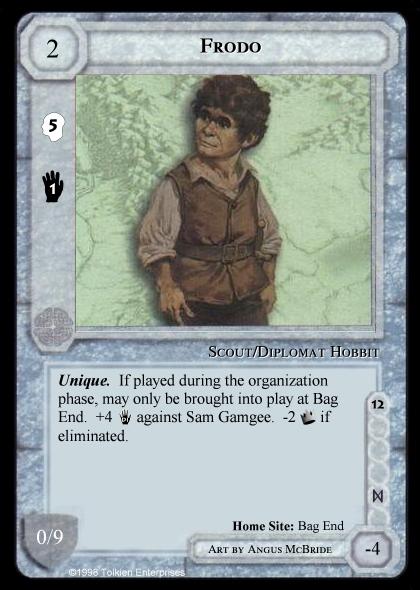 2
Frodo
5
1
Scout/Diplomat Hobbit
Unique. If played during the organization
phase, may only be brought into play at Bag
End. +4 against Sam Gamgee. -2 if
eliminated.
12
ᛞ
Home Site: Bag End
0/9
Art by Angus McBride
-4
©1998 Tolkien Enterprises